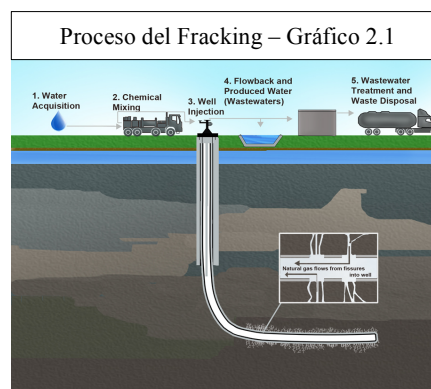 Proceso del Fracking – Gráfico 2.1
1. Water
Acquisition
2. Chemical
Mixing
3. Well
Injection
4. Flowback and
Produced Water
(Wastewaters)
5. Wastewater
Treatment and
Waste Disposal
Natural gas flows from fissures
into well